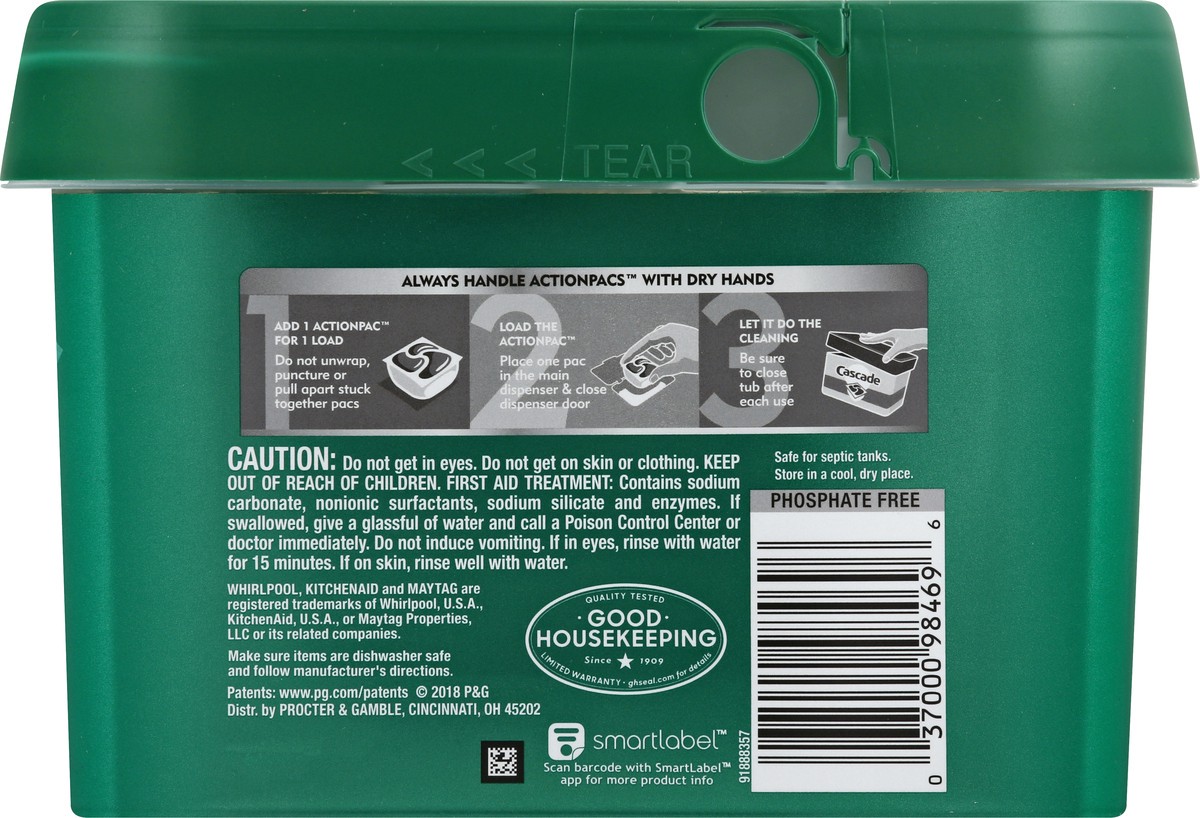 <<< TEAR
ALWAYS HANDLE ACTIONPACS™ WITH DRY HANDS
1
ADD 1 ACTIONPAC™
FOR 1 LOAD
Do not unwrap,
puncture or
pull apart stuck
together pacs
2
LOAD THE
ACTIONPAC™
Place one pac
in the main
dispenser & close
dispenser door
3
LET IT DO THE
CLEANING
Be sure
to close
tub after
each use
Cascade
CAUTION: Do not get in eyes. Do not get on skin or clothing. KEEP
OUT OF REACH OF CHILDREN. FIRST AID TREATMENT: Contains sodium
carbonate, nonionic surfactants, sodium silicate and enzymes. If
swallowed, give a glassful of water and call a Poison Control Center or
doctor immediately. Do not induce vomiting. If in eyes, rinse with water
for 15 minutes. If on skin, rinse well with water.
WHIRLPOOL, KITCHENAID and MAYTAG are
registered trademarks of Whirlpool, U.S.A.,
KitchenAid, U.S.A., or Maytag Properties,
LLC or its related companies.
Make sure items are dishwasher safe
and follow manufacturer's directions.
Patents: www.pg.com/patents © 2018 P&G
Distr. by PROCTER & GAMBLE, CINCINNATI, OH 45202
QUALITY TESTED
·GOOD·
HOUSEKEEPING
Since ★ 1909
LIMITED WARRANTY · ghseal.com for details
smartlabel™
Scan barcode with SmartLabel™
app for more product info
Safe for septic tanks.
Store in a cool, dry place.
PHOSPHATE FREE
0 37000 98469 6
91888357